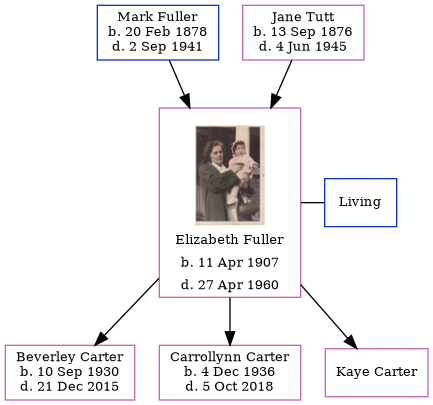 Mark Fuller
b. 20 Feb 1878
d. 2 Sep 1941
Jane Tutt
b. 13 Sep 1876
d. 4 Jun 1945
Elizabeth Fuller
b. 11 Apr 1907
d. 27 Apr 1960
Living
Beverley Carter
b. 10 Sep 1930
d. 21 Dec 2015
Carrollynn Carter
b. 4 Dec 1936
d. 5 Oct 2018
Kaye Carter